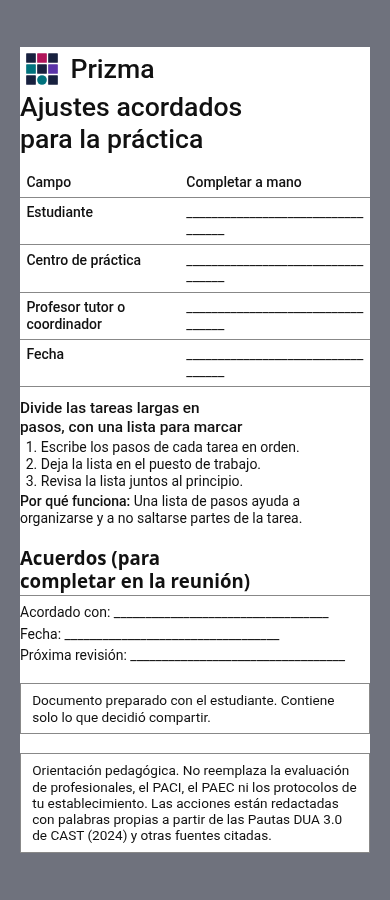 Prizma
Ajustes acordados
para la práctica
Campo Completar a mano
Estudiante ____________________________
______
Centro de práctica ____________________________
______
Profesor tutor o ____________________________
coordinador ______
Fecha ____________________________
______
Divide las tareas largas en
pasos, con una lista para marcar
1. Escribe los pasos de cada tarea en orden.
2. Deja la lista en el puesto de trabajo.
3. Revisa la lista juntos al principio.
Por qué funciona: Una lista de pasos ayuda a
organizarse y a no saltarse partes de la tarea.
Acuerdos (para
completar en la reunión)
Acordado con: __________________________________
Fecha: __________________________________
Próxima revisión: __________________________________
Documento preparado con el estudiante. Contiene
solo lo que decidió compartir.
Orientación pedagógica. No reemplaza la evaluación
de profesionales, el PACI, el PAEC ni los protocolos de
tu establecimiento. Las acciones están redactadas
con palabras propias a partir de las Pautas DUA 3.0
de CAST (2024) y otras fuentes citadas.